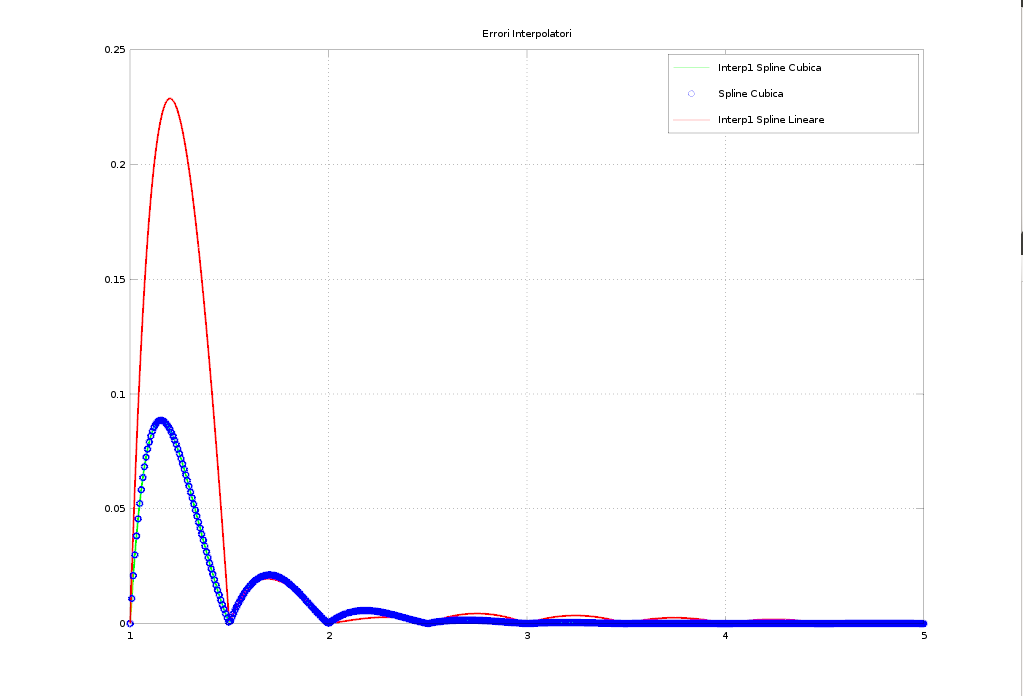 Errori Interpolatori
0.25
Interp1 Spline Cubica
Spline Cubica
Interp1 Spline Lineare
0.2
0.15
0.1
0.05
0
1 2 3 4 5